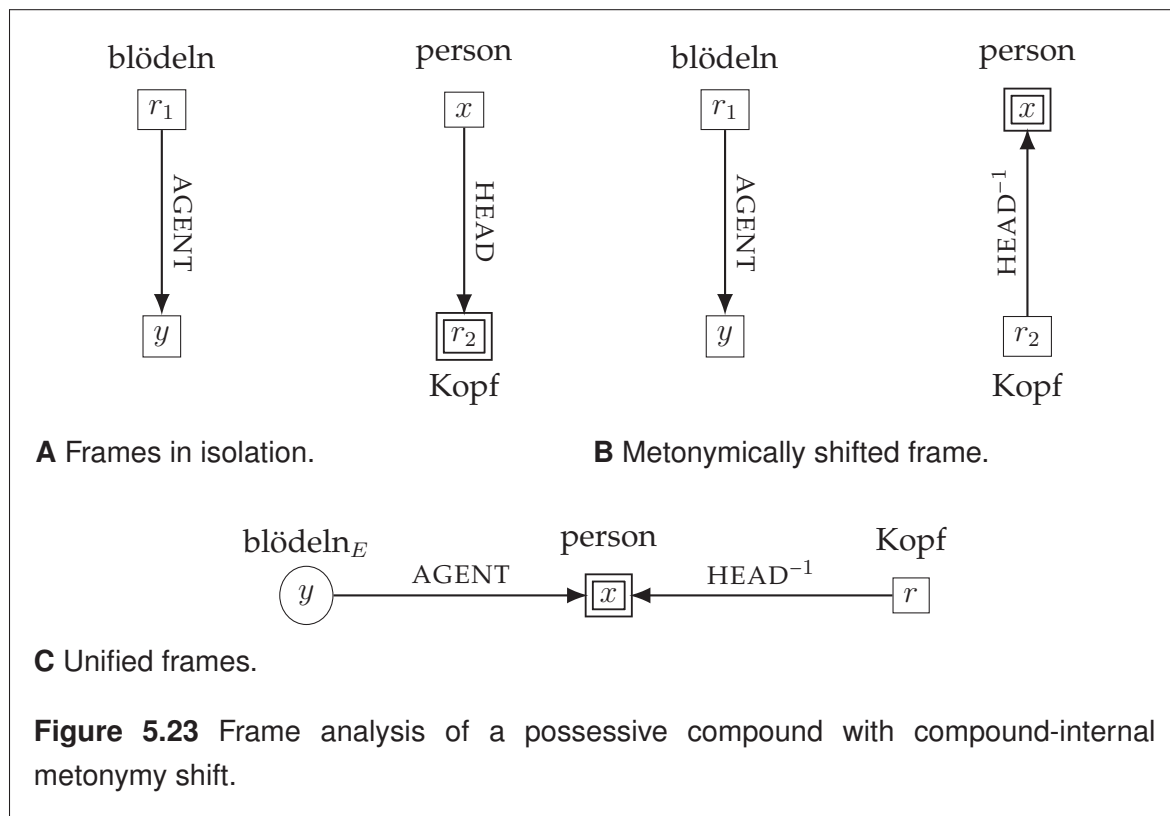 blödeln person blödeln person
r₁ x r₁ x
AGENT HEAD AGENT HEAD⁻¹
y r₂ y r₂
Kopf Kopf
A Frames in isolation. B Metonymically shifted frame.
blödeln_E person Kopf
AGENT HEAD⁻¹
y x r
C Unified frames.
Figure 5.23 Frame analysis of a possessive compound with compound-internal
metonymy shift.